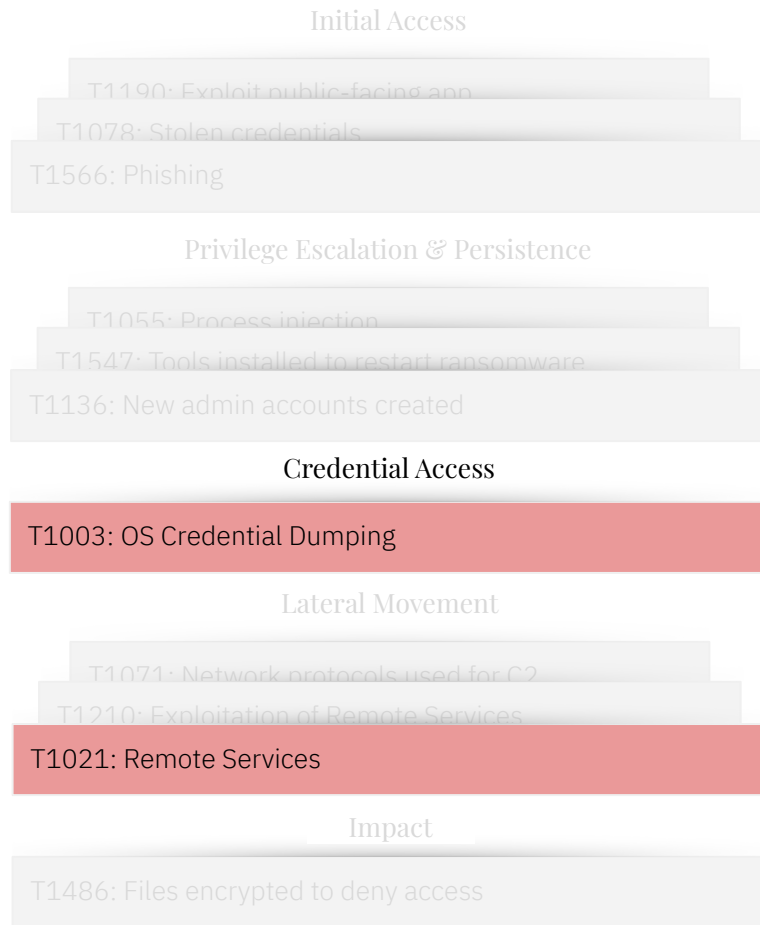 Initial Access
T1190: Exploit public-facing app
T1078: Stolen credentials
T1566: Phishing
Privilege Escalation & Persistence
T1055: Process injection
T1547: Tools installed to restart ransomware
T1136: New admin accounts created
Credential Access
T1003: OS Credential Dumping
Lateral Movement
T1071: Network protocols used for C2
T1210: Exploitation of Remote Services
T1021: Remote Services
Impact
T1486: Files encrypted to deny access